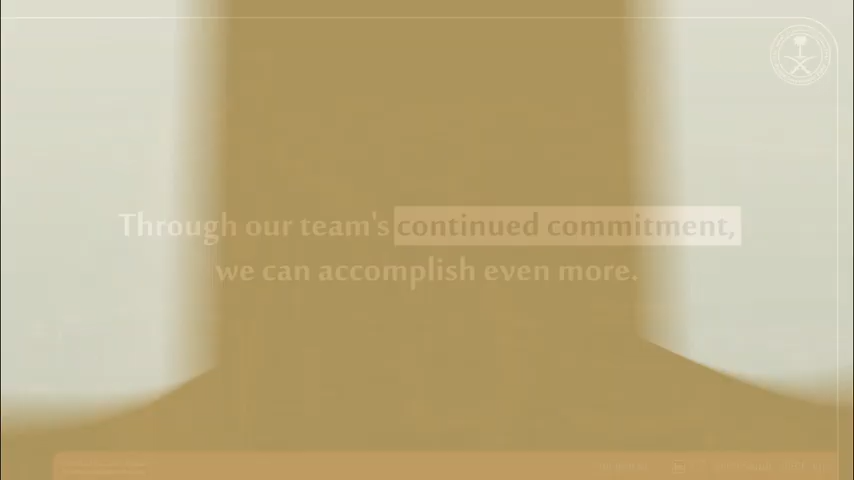 Through our team's continued commitment,
we can accomplish even more.